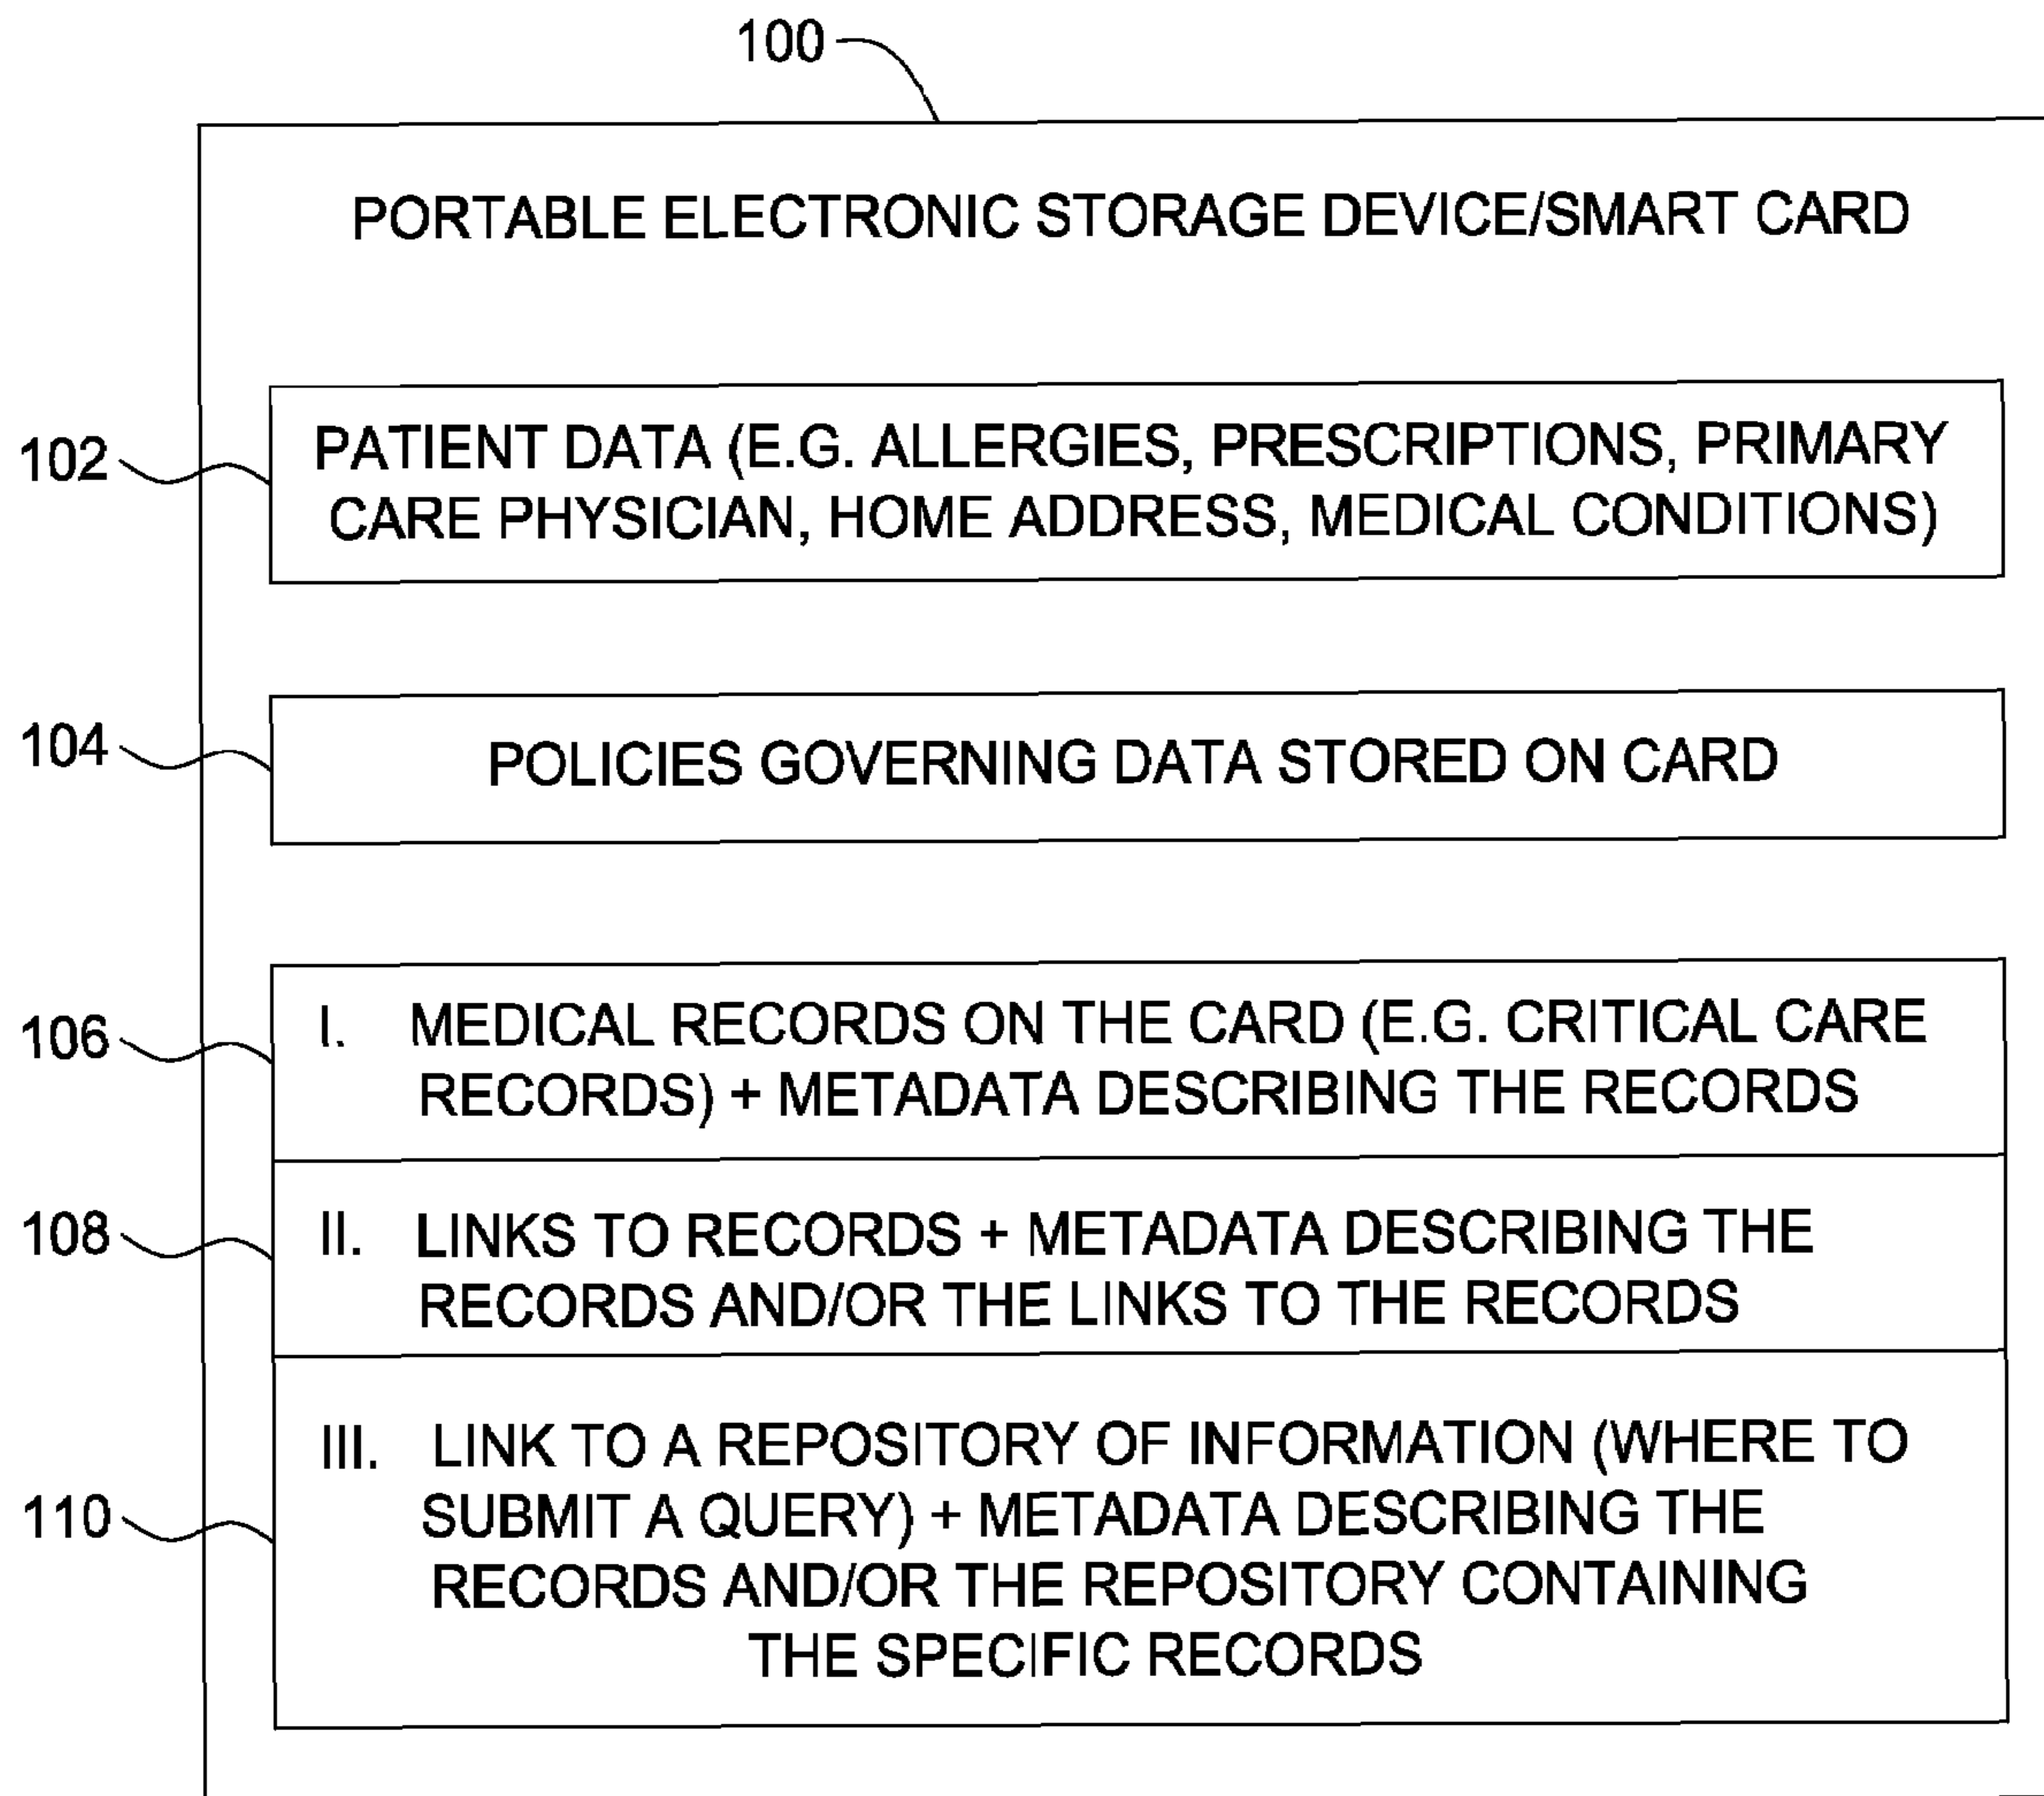 100
PORTABLE ELECTRONIC STORAGE DEVICE/SMART CARD
102
PATIENT DATA (E.G. ALLERGIES, PRESCRIPTIONS, PRIMARY
CARE PHYSICIAN, HOME ADDRESS, MEDICAL CONDITIONS)
104
POLICIES GOVERNING DATA STORED ON CARD
106
I. MEDICAL RECORDS ON THE CARD (E.G. CRITICAL CARE
RECORDS) + METADATA DESCRIBING THE RECORDS
108
II. LINKS TO RECORDS + METADATA DESCRIBING THE
RECORDS AND/OR THE LINKS TO THE RECORDS
110
III. LINK TO A REPOSITORY OF INFORMATION (WHERE TO
SUBMIT A QUERY) + METADATA DESCRIBING THE
RECORDS AND/OR THE REPOSITORY CONTAINING
THE SPECIFIC RECORDS